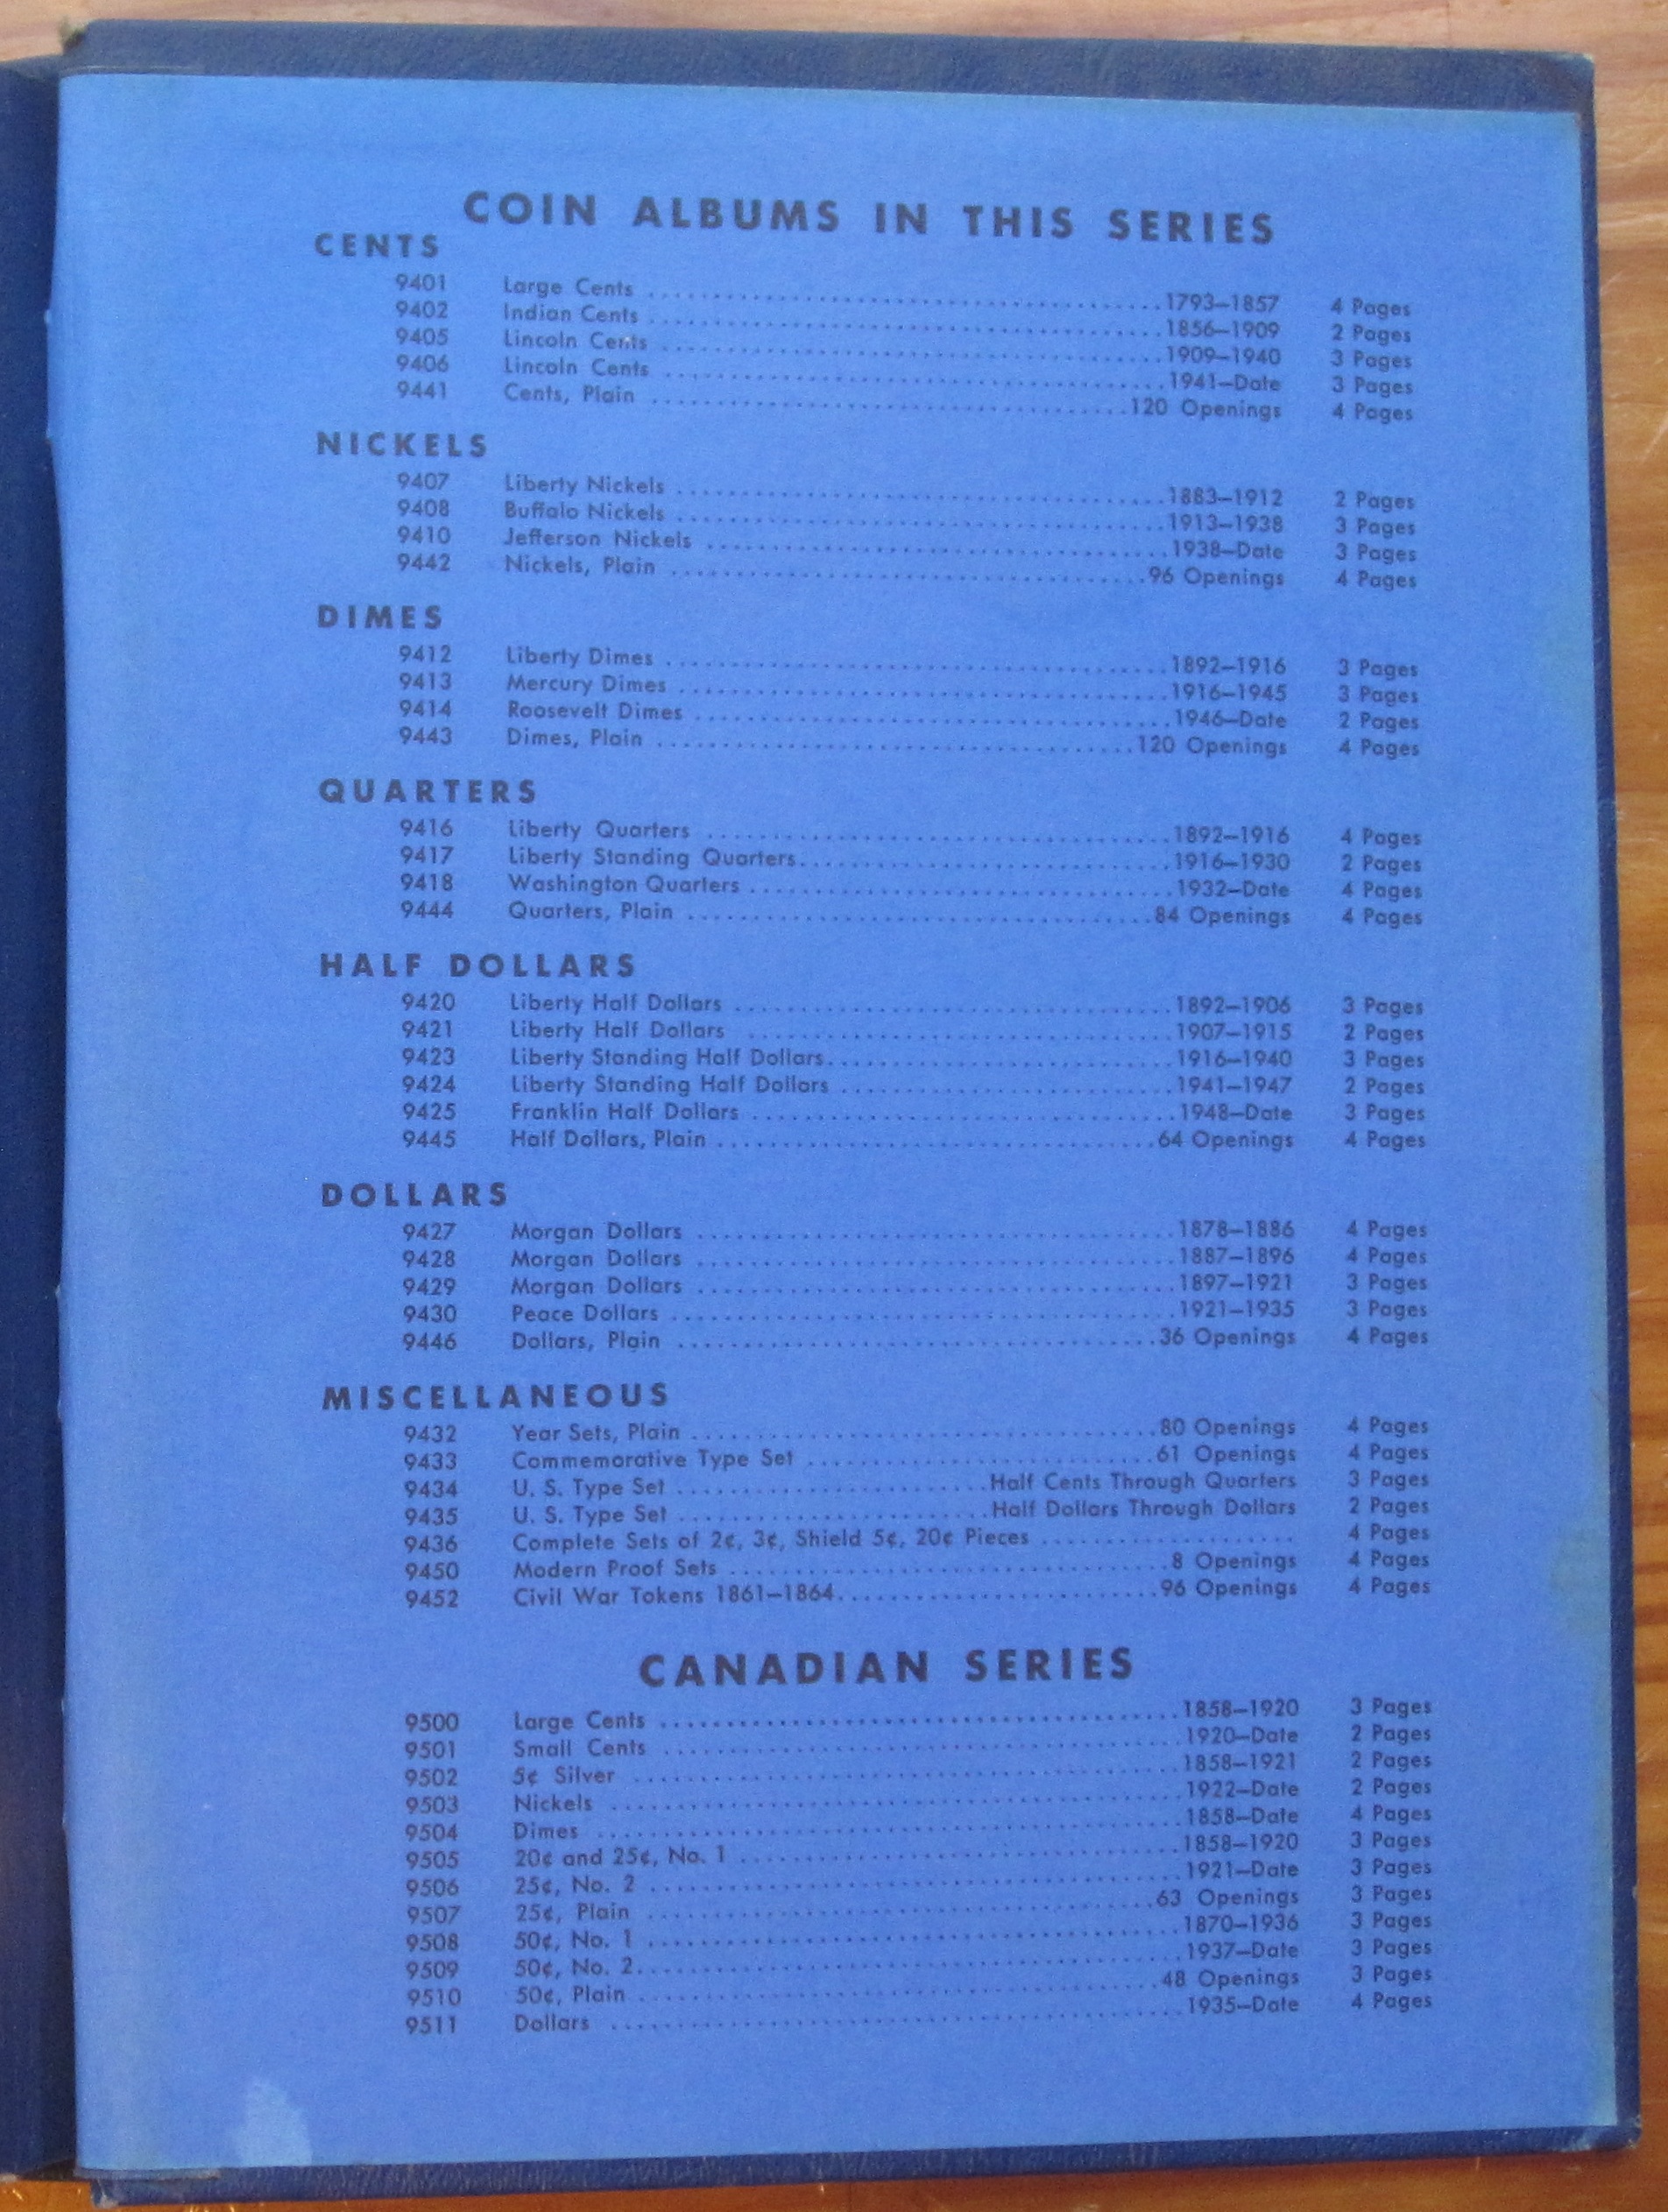 COIN ALBUMS IN THIS SERIES
CENTS
9401 Large Cents ........ 1793–1857 4 Pages
9402 Indian Cents ........ 1856–1909 2 Pages
9405 Lincoln Cents ........ 1909–1940 3 Pages
9406 Lincoln Cents ........ 1941–Date 3 Pages
9441 Cents, Plain ........ 120 Openings 4 Pages
NICKELS
9407 Liberty Nickels ........ 1883–1912 2 Pages
9408 Buffalo Nickels ........ 1913–1938 3 Pages
9410 Jefferson Nickels ........ 1938–Date 3 Pages
9442 Nickels, Plain ........ 96 Openings 4 Pages
DIMES
9412 Liberty Dimes ........ 1892–1916 3 Pages
9413 Mercury Dimes ........ 1916–1945 3 Pages
9414 Roosevelt Dimes ........ 1946–Date 2 Pages
9443 Dimes, Plain ........ 120 Openings 4 Pages
QUARTERS
9416 Liberty Quarters ........ 1892–1916 4 Pages
9417 Liberty Standing Quarters ........ 1916–1930 2 Pages
9418 Washington Quarters ........ 1932–Date 4 Pages
9444 Quarters, Plain ........ 84 Openings 4 Pages
HALF DOLLARS
9420 Liberty Half Dollars ........ 1892–1906 3 Pages
9421 Liberty Half Dollars ........ 1907–1915 2 Pages
9423 Liberty Standing Half Dollars ........ 1916–1940 3 Pages
9424 Liberty Standing Half Dollars ........ 1941–1947 2 Pages
9425 Franklin Half Dollars ........ 1948–Date 3 Pages
9445 Half Dollars, Plain ........ 64 Openings 4 Pages
DOLLARS
9427 Morgan Dollars ........ 1878–1886 4 Pages
9428 Morgan Dollars ........ 1887–1896 4 Pages
9429 Morgan Dollars ........ 1897–1921 3 Pages
9430 Peace Dollars ........ 1921–1935 3 Pages
9446 Dollars, Plain ........ 36 Openings 4 Pages
MISCELLANEOUS
9432 Year Sets, Plain ........ 80 Openings 4 Pages
9433 Commemorative Type Set ........ 61 Openings 4 Pages
9434 U. S. Type Set ........ Half Cents Through Quarters 3 Pages
9435 U. S. Type Set ........ Half Dollars Through Dollars 2 Pages
9436 Complete Sets of 2¢, 3¢, Shield 5¢, 20¢ Pieces ........ 4 Pages
9450 Modern Proof Sets ........ 8 Openings 4 Pages
9452 Civil War Tokens 1861–1864 ........ 96 Openings 4 Pages
CANADIAN SERIES
9500 Large Cents ........ 1858–1920 3 Pages
9501 Small Cents ........ 1920–Date 2 Pages
9502 5¢ Silver ........ 1858–1921 2 Pages
9503 Nickels ........ 1922–Date 2 Pages
9504 Dimes ........ 1858–Date 4 Pages
9505 20¢ and 25¢, No. 1 ........ 1858–1920 3 Pages
9506 25¢, No. 2 ........ 1921–Date 3 Pages
9507 25¢, Plain ........ 63 Openings 3 Pages
9508 50¢, No. 1 ........ 1870–1936 3 Pages
9509 50¢, No. 2 ........ 1937–Date 3 Pages
9510 50¢, Plain ........ 48 Openings 3 Pages
9511 Dollars ........ 1935–Date 4 Pages